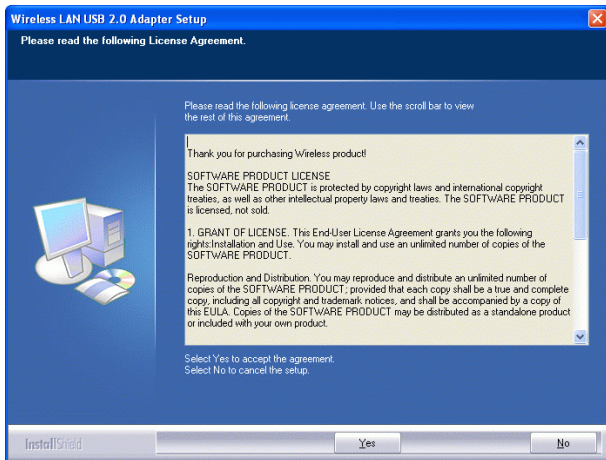 Wireless LAN USB 2.0 Adapter Setup
Please read the following License Agreement.
Please read the following license agreement. Use the scroll bar to view
the rest of this agreement.
Thank you for purchasing Wireless product!
SOFTWARE PRODUCT LICENSE
The SOFTWARE PRODUCT is protected by copyright laws and international copyright
treaties, as well as other intellectual property laws and treaties. The SOFTWARE PRODUCT
is licensed, not sold.
1. GRANT OF LICENSE. This End-User License Agreement grants you the following
rights:Installation and Use. You may install and use an unlimited number of copies of the
SOFTWARE PRODUCT.
Reproduction and Distribution. You may reproduce and distribute an unlimited number of
copies of the SOFTWARE PRODUCT; provided that each copy shall be a true and complete
copy, including all copyright and trademark notices, and shall be accompanied by a copy of
this EULA. Copies of the SOFTWARE PRODUCT may be distributed as a standalone product
or included with your own product.
Select Yes to accept the agreement.
Select No to cancel the setup.
InstallShield
Yes
No